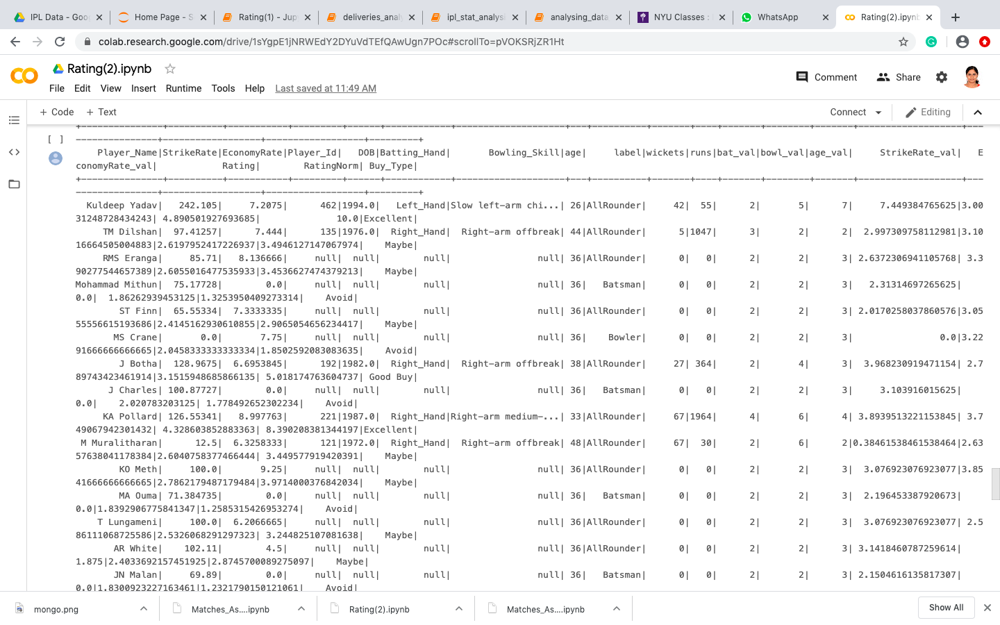 IPL Data - Goog
Home Page - S
Rating(1) - Jup
deliveries_analy
ipl_stat_analysi
analysing_data
NYU Classes :
WhatsApp
Rating(2).ipynb
colab.research.google.com/drive/1sYgpE1jNRWEdY2DYuVdTEfQAwUgn7POc#scrollTo=pVOKSRjZR1Ht
Rating(2).ipynb
File Edit View Insert Runtime Tools Help Last saved at 11:49 AM
Comment Share
+ Code + Text
Connect Editing
[ ]
+---------------+----------+-----------+---------+------+------------+--------------------+---+----------+-------+----+-------+--------+-------+-------------------+---
---------------+------------------+------------------+---------+
Player_Name|StrikeRate|EconomyRate|Player_Id| DOB|Batting_Hand| Bowling_Skill|age| label|wickets|runs|bat_val|bowl_val|age_val| StrikeRate_val| E
conomyRate_val| Rating| RatingNorm| Buy_Type|
+---------------+----------+-----------+---------+------+------------+--------------------+---+----------+-------+----+-------+--------+-------+-------------------+---
---------------+------------------+------------------+---------+
Kuldeep Yadav| 242.105| 7.2075| 462|1994.0| Left_Hand|Slow left-arm chi...| 26|AllRounder| 42| 55| 2| 5| 7| 7.449384765625|3.00
31248728434243| 4.890501927693685| 10.0|Excellent|
TM Dilshan| 97.41257| 7.444| 135|1976.0| Right_Hand| Right-arm offbreak| 44|AllRounder| 5|1047| 3| 2| 2| 2.997309758112981|3.10
16664505004883|2.6197952417226937|3.4946127147067974| Maybe|
RMS Eranga| 85.71| 8.136666| null| null| null| null| 36|AllRounder| 0| 0| 2| 2| 3| 2.6372306941105768| 3.3
90277544657389|2.6055016477535933|3.4536627474379213| Maybe|
Mohammad Mithun| 75.17728| 0.0| null| null| null| null| 36| Batsman| 0| 0| 2| 2| 3| 2.31314697265625|
0.0| 1.86262939453125|1.3253950409273314| Avoid|
ST Finn| 65.55334| 7.3333335| null| null| null| null| 36|AllRounder| 0| 0| 2| 2| 3| 2.0170258037860576|3.05
55556615193686|2.4145162930610855|2.9065054656234417| Maybe|
MS Crane| 0.0| 7.75| null| null| null| null| 36| Bowler| 0| 0| 2| 2| 3| 0.0|3.22
91666666666665|2.0458333333333334|1.8502592083083635| Avoid|
J Botha| 128.9675| 6.6953845| 192|1982.0| Right_Hand| Right-arm offbreak| 38|AllRounder| 27| 364| 2| 4| 3| 3.968230919471154| 2.7
89743423461914|3.1515948685866135| 5.018174763604737| Good Buy|
J Charles| 100.87727| 0.0| null| null| null| null| 36| Batsman| 0| 0| 2| 2| 3| 3.103916015625|
0.0| 2.020783203125| 1.778492652302234| Avoid|
KA Pollard| 126.55341| 8.997763| 221|1987.0| Right_Hand|Right-arm medium-...| 33|AllRounder| 67|1964| 4| 6| 4| 3.8939513221153845| 3.7
49067942301432| 4.328603852883363| 8.390208381344197|Excellent|
M Muralitharan| 12.5| 6.3258333| 121|1972.0| Right_Hand| Right-arm offbreak| 48|AllRounder| 67| 30| 2| 6| 2|0.38461538461538464|2.63
57638041178384|2.6040758377466444| 3.449577919420391| Maybe|
KO Meth| 100.0| 9.25| null| null| null| null| 36|AllRounder| 0| 0| 2| 2| 3| 3.076923076923077|3.85
41666666666665|2.7862179487179484|3.9714000376842034| Maybe|
MA Ouma| 71.384735| 0.0| null| null| null| null| 36| Batsman| 0| 0| 2| 2| 3| 2.196453387920673|
0.0|1.8392906775841347|1.2585315426953274| Avoid|
T Lungameni| 100.0| 6.2066665| null| null| null| null| 36|AllRounder| 0| 0| 2| 2| 3| 3.076923076923077| 2.5
86111068725586|2.5326068291297323| 3.244825107081638| Maybe|
AR White| 102.11| 4.5| null| null| null| null| 36|AllRounder| 0| 0| 2| 2| 3| 3.1418460787259614|
1.875|2.4033692157451925|2.8745700089275097| Maybe|
JN Malan| 69.89| 0.0| null| null| null| null| 36| Batsman| 0| 0| 2| 2| 3| 2.1504616135817307|
0.0|1.8300923227163461|1.2321790150121061| Avoid|
mongo.png
Matches_As....ipynb
Rating(2).ipynb
Matches_As....ipynb
Show All